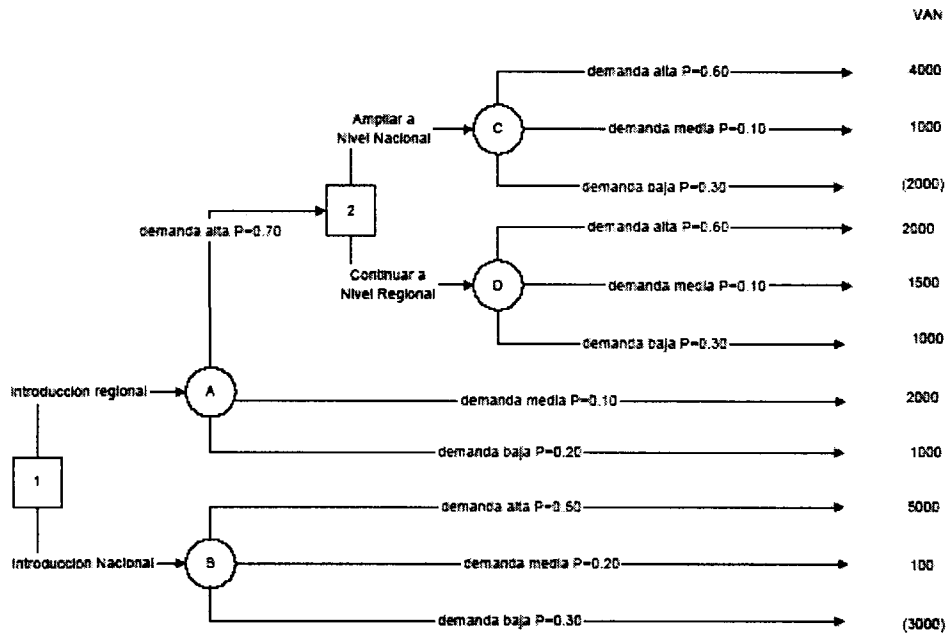 VAN
demanda alta P=0.60 4000
Ampliar a
Nivel Nacional
C
demanda media P=0.10 1000
demanda baja P=0.30 (2000)
2
demanda alta P=0.70
demanda alta P=0.60 2000
Continuar a
Nivel Regional
D
demanda media P=0.10 1500
demanda baja P=0.30 1000
Introducción regional
A
demanda media P=0.10 2000
demanda baja P=0.20 1000
1
demanda alta P=0.50 5000
Introducción Nacional
B
demanda media P=0.20 100
demanda baja P=0.30 (3000)